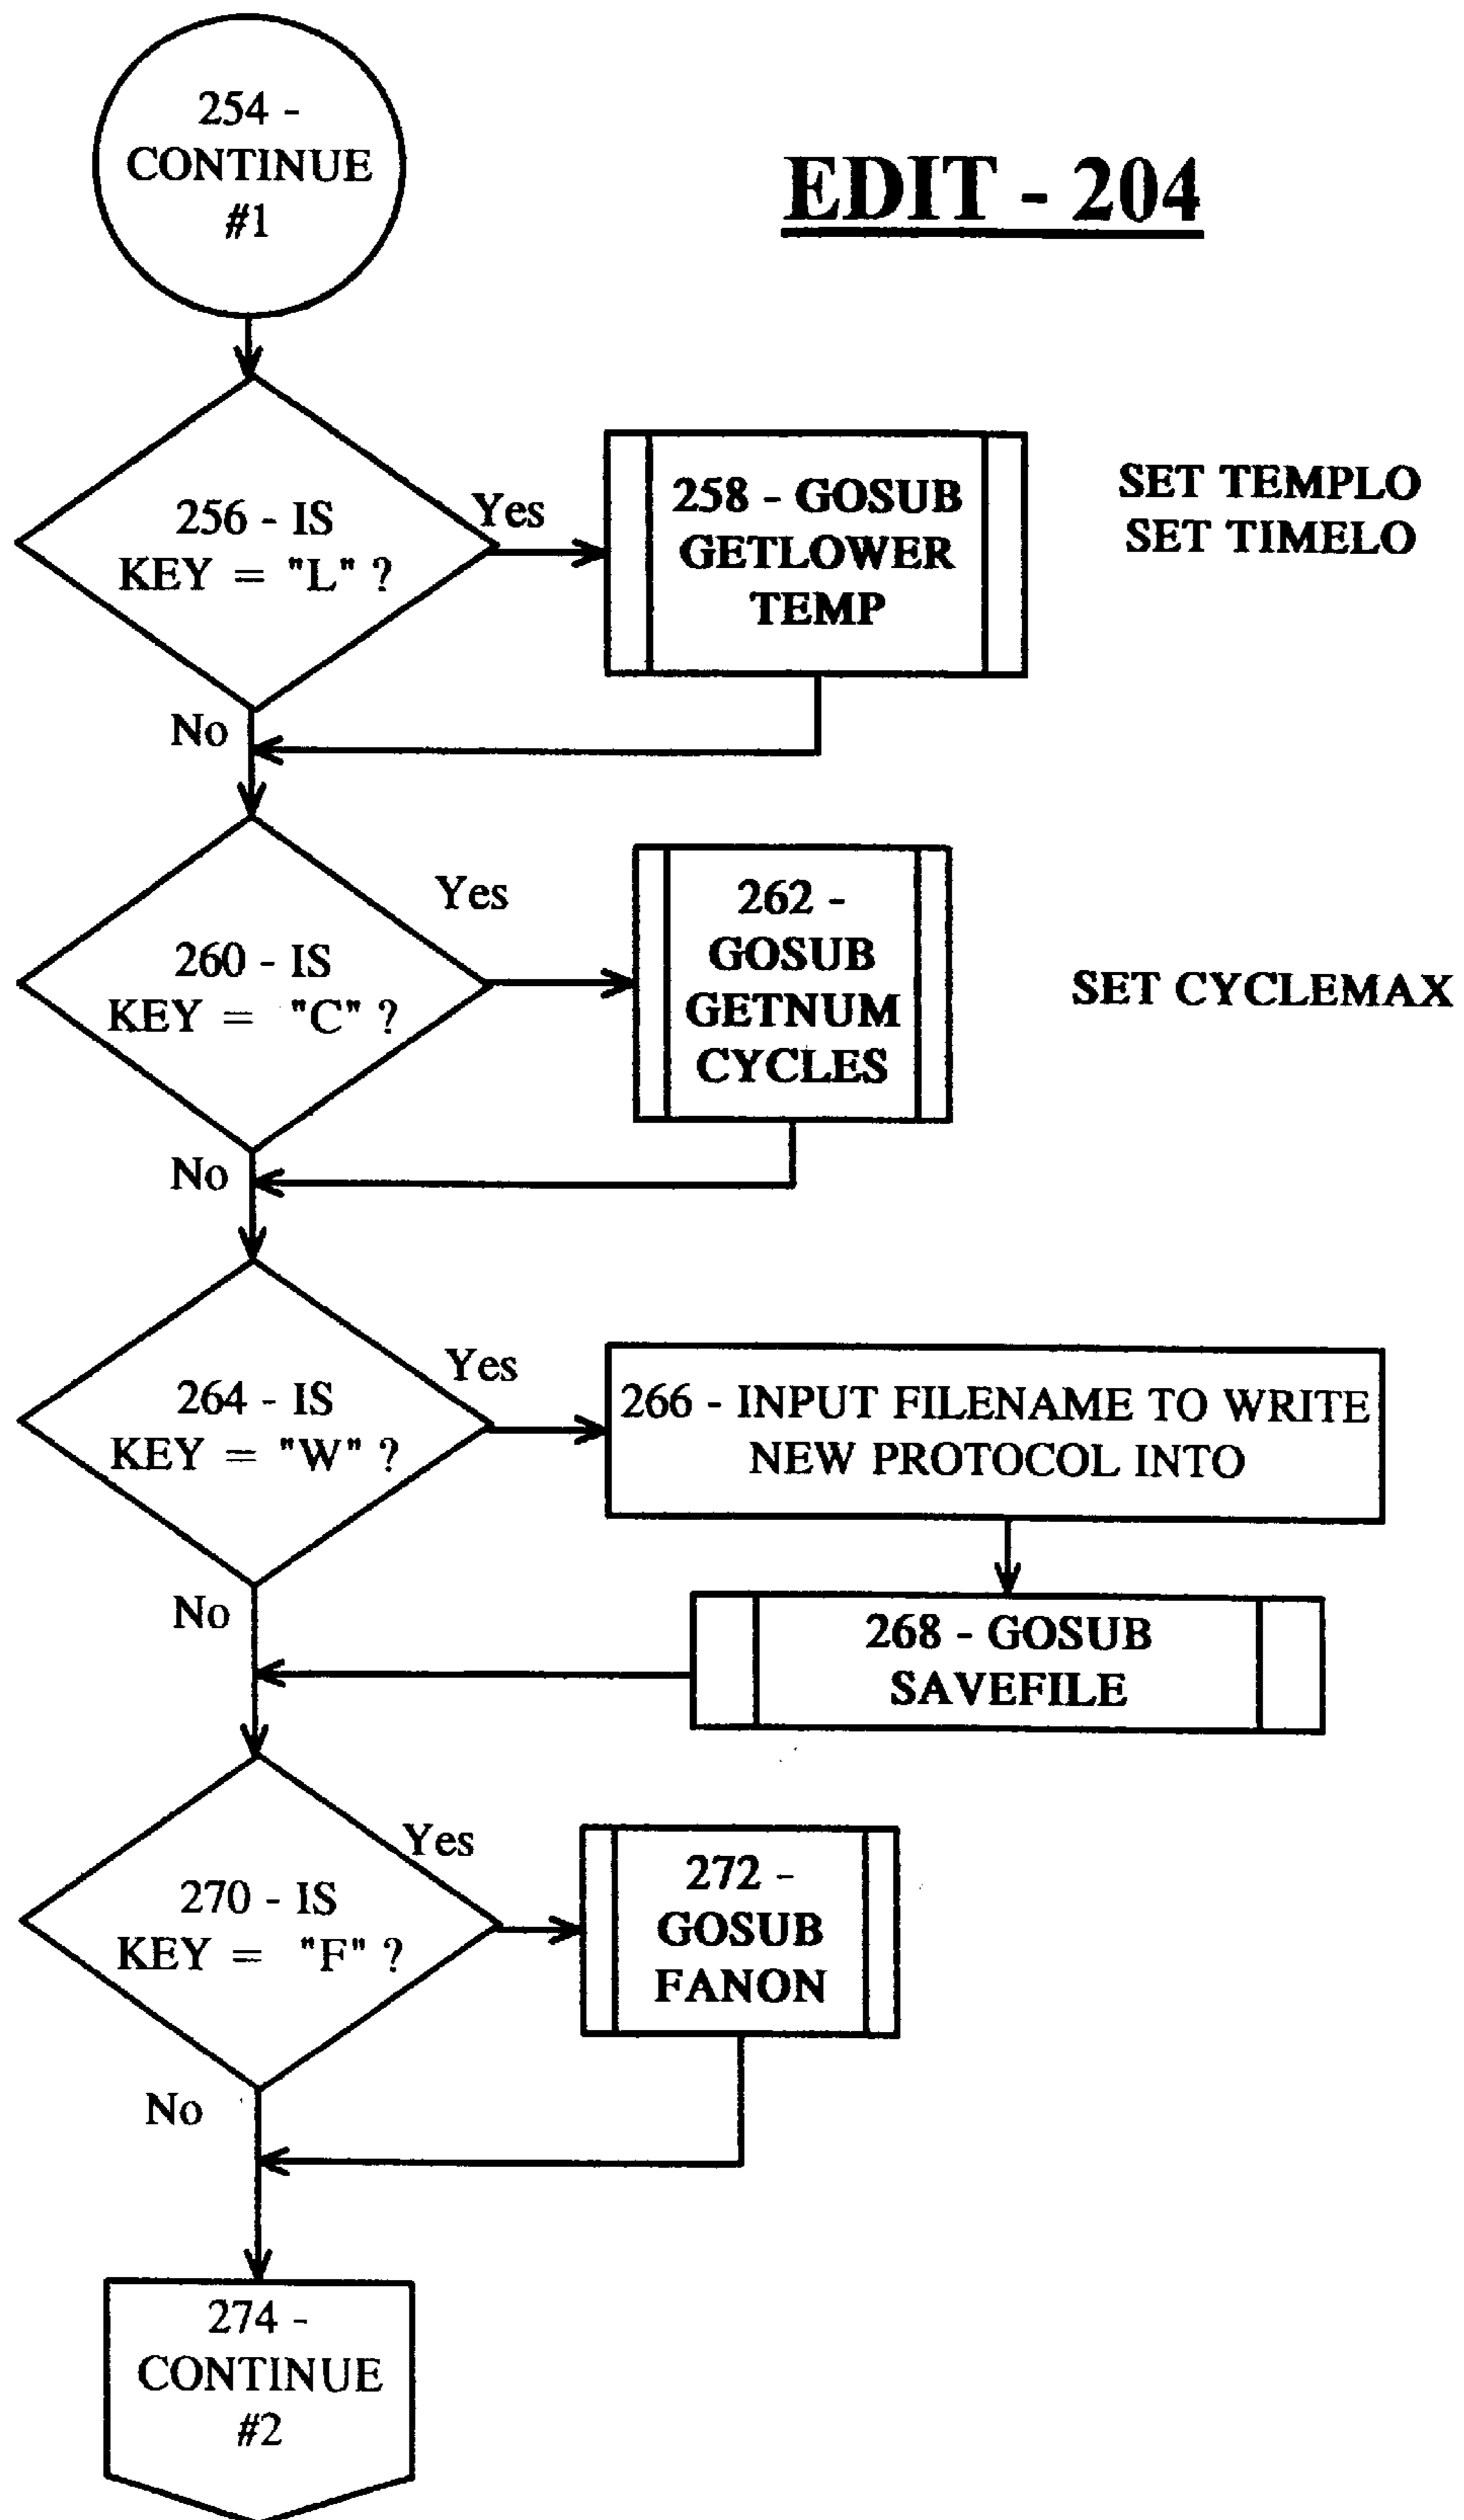 254 -
CONTINUE
#1
EDIT - 204
256 - IS
KEY = "L" ?
Yes
258 - GOSUB
GETLOWER
TEMP
SET TEMPLO
SET TIMELO
No
260 - IS
KEY = "C" ?
Yes
262 -
GOSUB
GETNUM
CYCLES
SET CYCLEMAX
No
264 - IS
KEY = "W" ?
Yes
266 - INPUT FILENAME TO WRITE
NEW PROTOCOL INTO
No
268 - GOSUB
SAVEFILE
270 - IS
KEY = "F" ?
Yes
272 -
GOSUB
FANON
No
274 -
CONTINUE
#2